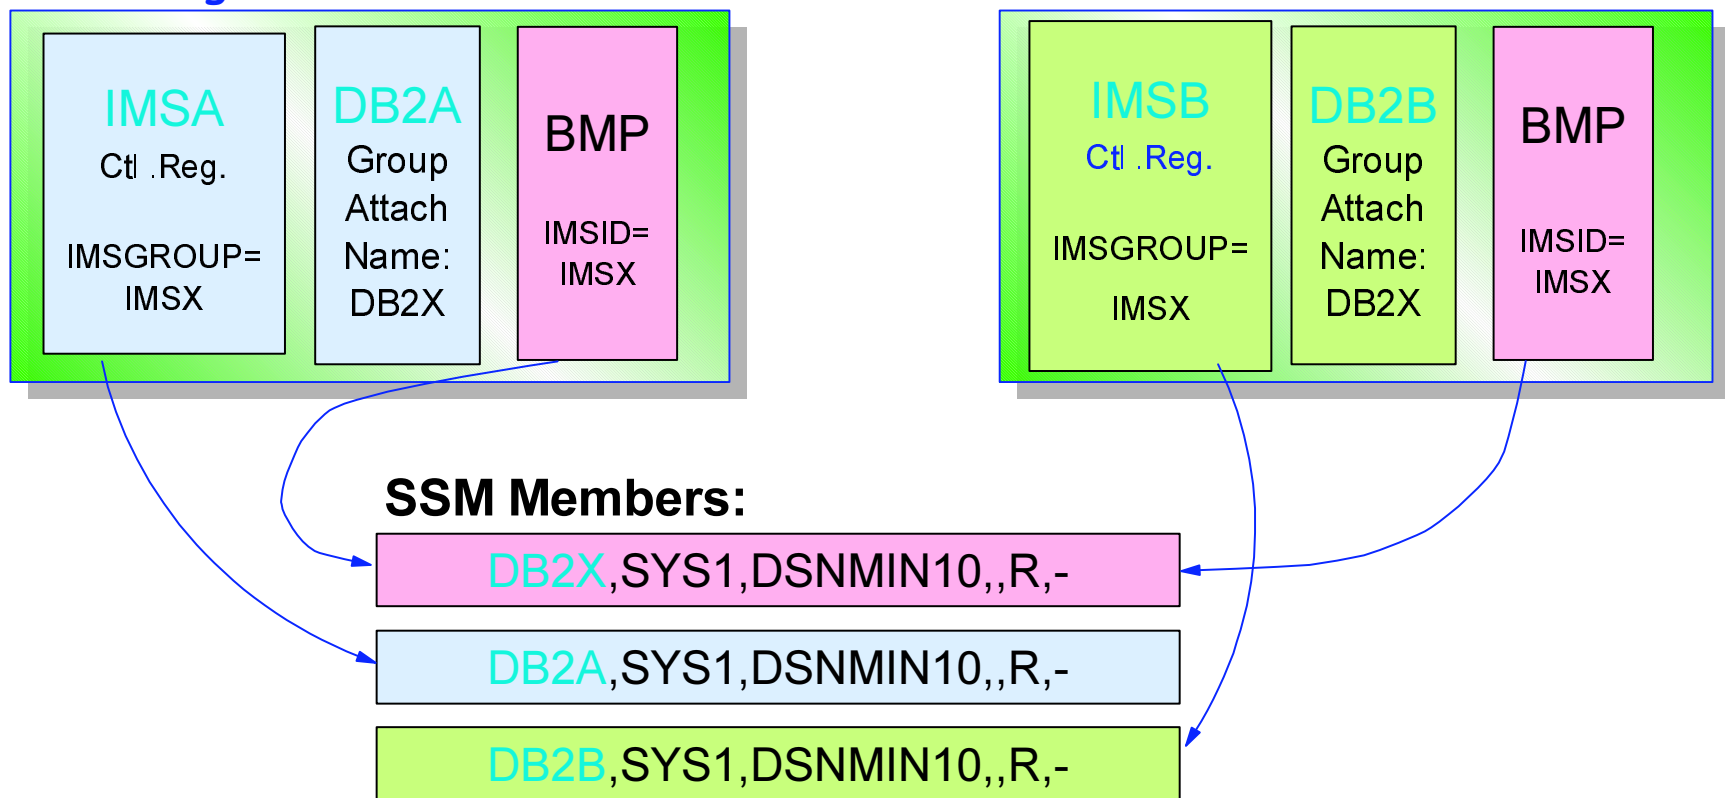 IMSA
Ctl .Reg.
IMSGROUP=
IMSX
DB2A
Group
Attach
Name:
DB2X
BMP
IMSID=
IMSX
IMSB
Ctl .Reg.
IMSGROUP=
IMSX
DB2B
Group
Attach
Name:
DB2X
BMP
IMSID=
IMSX
SSM Members:
DB2X,SYS1,DSNMIN10,,R,-
DB2A,SYS1,DSNMIN10,,R,-
DB2B,SYS1,DSNMIN10,,R,-